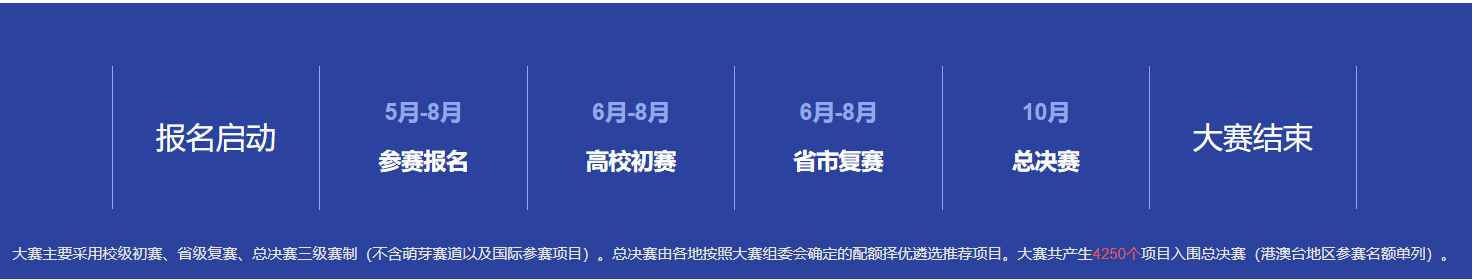 报名启动
5月-8月
参赛报名
6月-8月
高校初赛
6月-8月
省市复赛
10月
总决赛
大赛结束
大赛主要采用校级初赛、省级复赛、总决赛三级赛制（不含萌芽赛道以及国际参赛项目）。总决赛由各地按照大赛组委会确定的配额择优遴选推荐项目。大赛共产生4250个项目入围总决赛（港澳台地区参赛名额单列）。